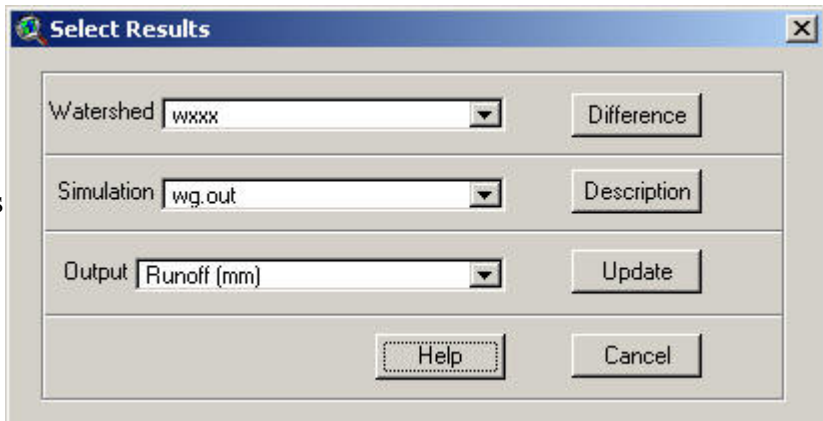 Select Results
Watershed wxxx Difference
s
Simulation wg.out Description
Output Runoff (mm) Update
Help Cancel